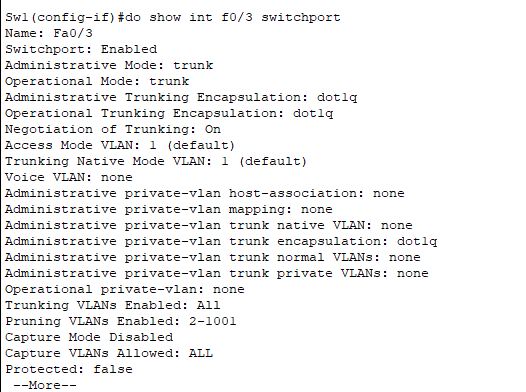 Sw1(config-if)#do show int f0/3 switchport
Name: Fa0/3
Switchport: Enabled
Administrative Mode: trunk
Operational Mode: trunk
Administrative Trunking Encapsulation: dot1q
Operational Trunking Encapsulation: dot1q
Negotiation of Trunking: On
Access Mode VLAN: 1 (default)
Trunking Native Mode VLAN: 1 (default)
Voice VLAN: none
Administrative private-vlan host-association: none
Administrative private-vlan mapping: none
Administrative private-vlan trunk native VLAN: none
Administrative private-vlan trunk encapsulation: dot1q
Administrative private-vlan trunk normal VLANs: none
Administrative private-vlan trunk private VLANs: none
Operational private-vlan: none
Trunking VLANs Enabled: All
Pruning VLANs Enabled: 2-1001
Capture Mode Disabled
Capture VLANs Allowed: ALL
Protected: false
--More--